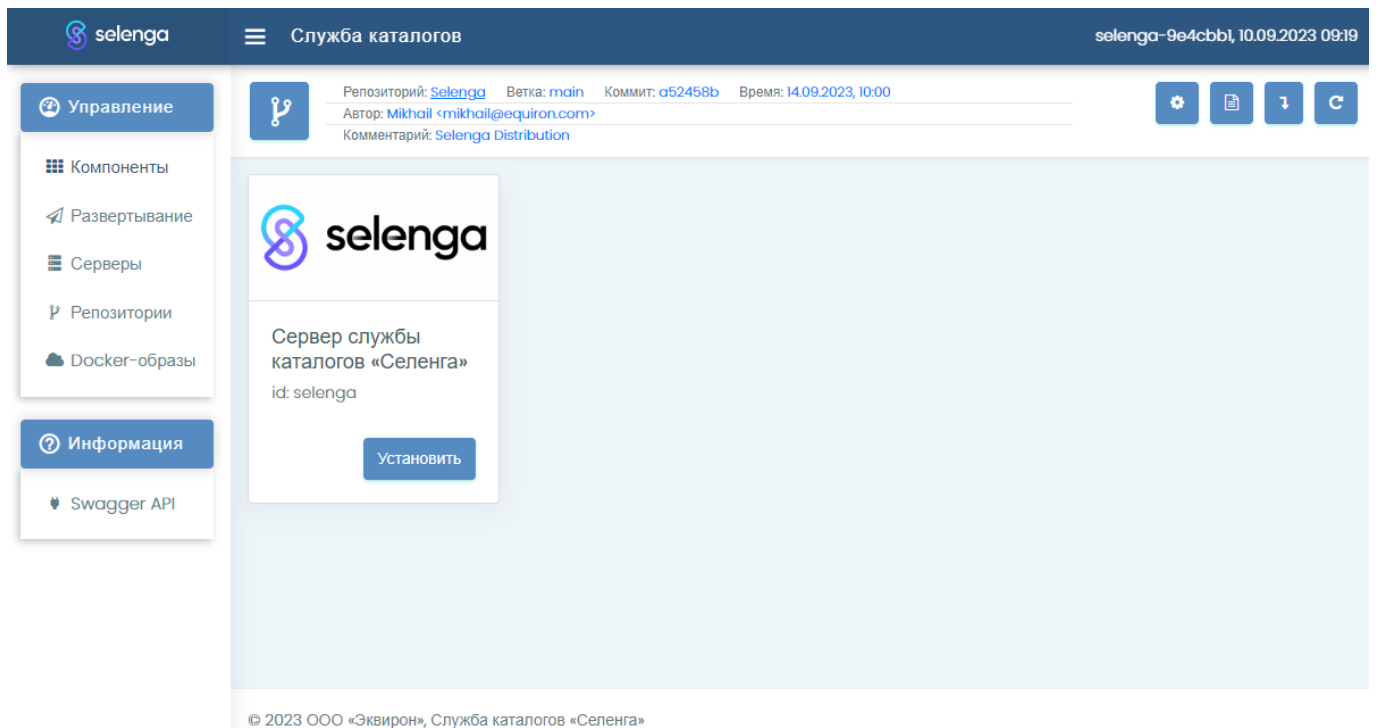 selenga
Служба каталогов
selenga-9e4cbb1, 10.09.2023 09:19
Управление
Компоненты
Развертывание
Серверы
Репозитории
Docker-образы
Информация
Swagger API
Репозиторий: Selenga Ветка: main Коммит: a52458b Время: 14.09.2023, 10:00
Автор: Mikhail <mikhail@equiron.com>
Комментарий: Selenga Distribution
selenga
Сервер службы
каталогов «Селенга»
id: selenga
Установить
© 2023 ООО «Эквирон», Служба каталогов «Селенга»